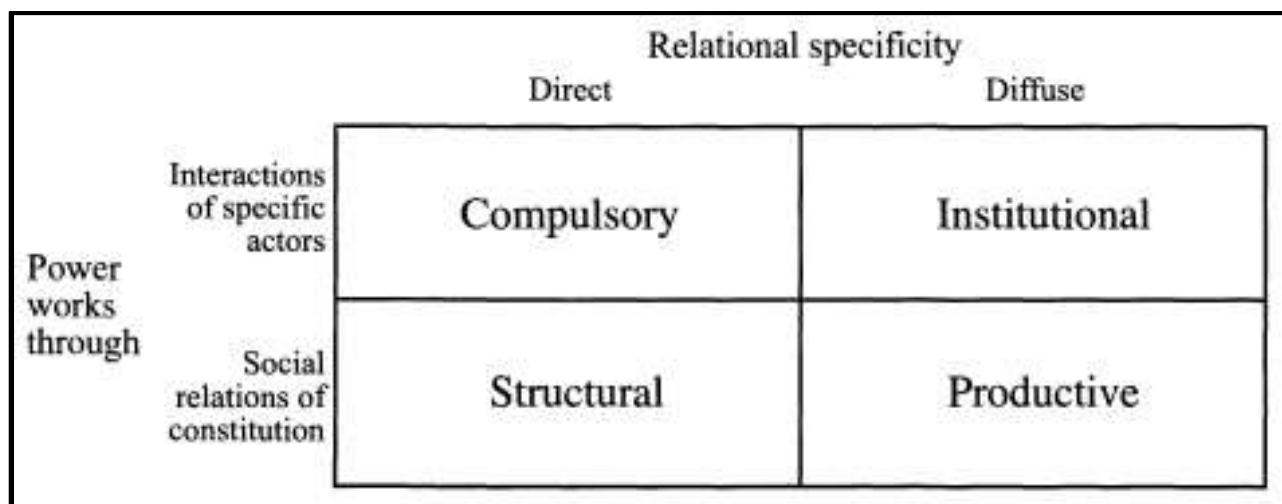 Relational specificity
Direct Diffuse
Interactions
of specific
actors
Compulsory Institutional
Power
works
through
Social
relations of
constitution
Structural Productive